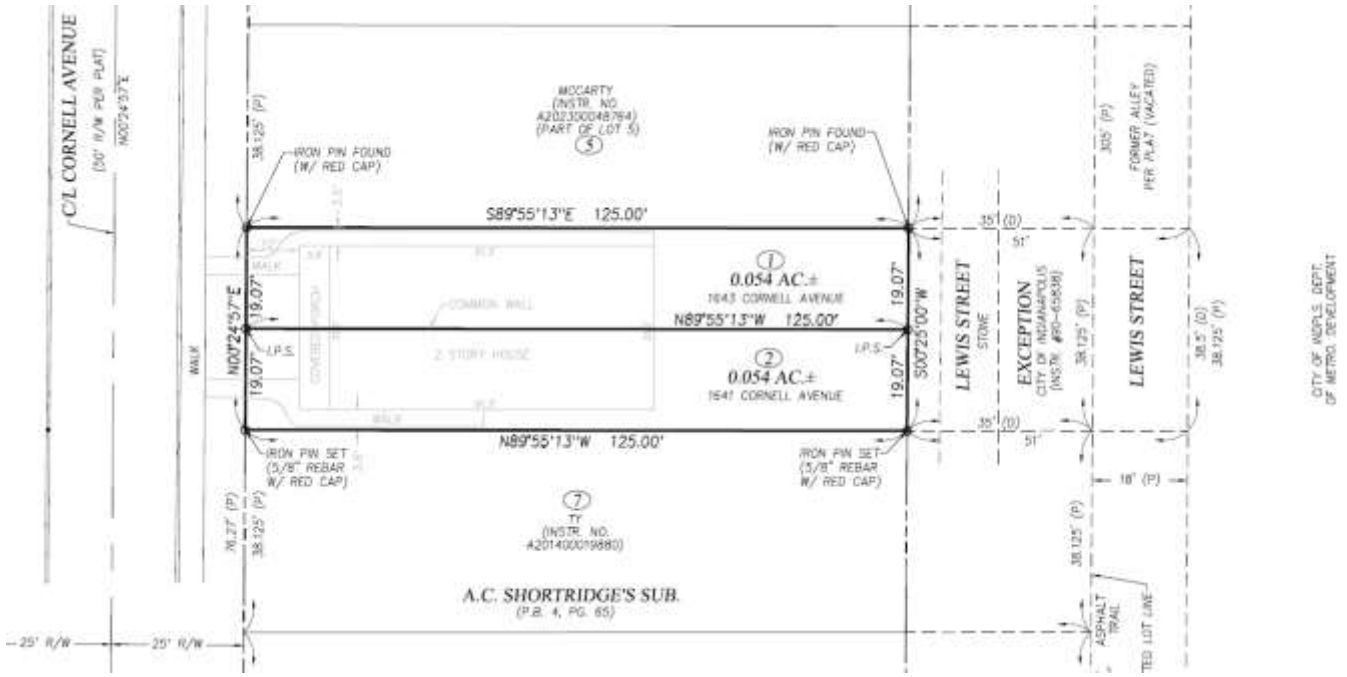 C/L CORNELL AVENUE
(50' R/W PER PLAT)
N00°24'57"E
38.125' (P)
MCCARTY
(INSTR. NO.
A202300048764)
(PART OF LOT 5)
5
IRON PIN FOUND
(W/ RED CAP)
IRON PIN FOUND
(W/ RED CAP)
305' (P)
FORMER ALLEY
PER PLAT (VACATED)
S89°55'13"E 125.00'
35' (D)
51'
WALK
COVERED PORCH
COMMON WALL
2 STORY HOUSE
1
0.054 AC.±
1643 CORNELL AVENUE
N89°55'13"W 125.00'
2
0.054 AC.±
1641 CORNELL AVENUE
N00°24'57"E
19.07'
19.07'
I.P.S.
I.P.S.
19.07'
19.07'
S00°25'00"W
LEWIS STREET
STONE
EXCEPTION
CITY OF INDIANAPOLIS
(INSTR. #90-65838)
38.125' (P)
LEWIS STREET
38.5' (D)
38.125' (P)
CITY OF INDPLS. DEPT.
OF METRO. DEVELOPMENT
WALK
WALK
N89°55'13"W 125.00'
35' (D)
51'
IRON PIN SET
(5/8" REBAR
W/ RED CAP)
IRON PIN SET
(5/8" REBAR
W/ RED CAP)
18' (P)
76.27' (P)
38.125' (P)
7
TY
(INSTR. NO.
A201400019880)
38.125' (P)
A.C. SHORTRIDGE'S SUB.
(P.B. 4, PG. 65)
ASPHALT
TRAIL
TED LOT LINE
25' R/W
25' R/W